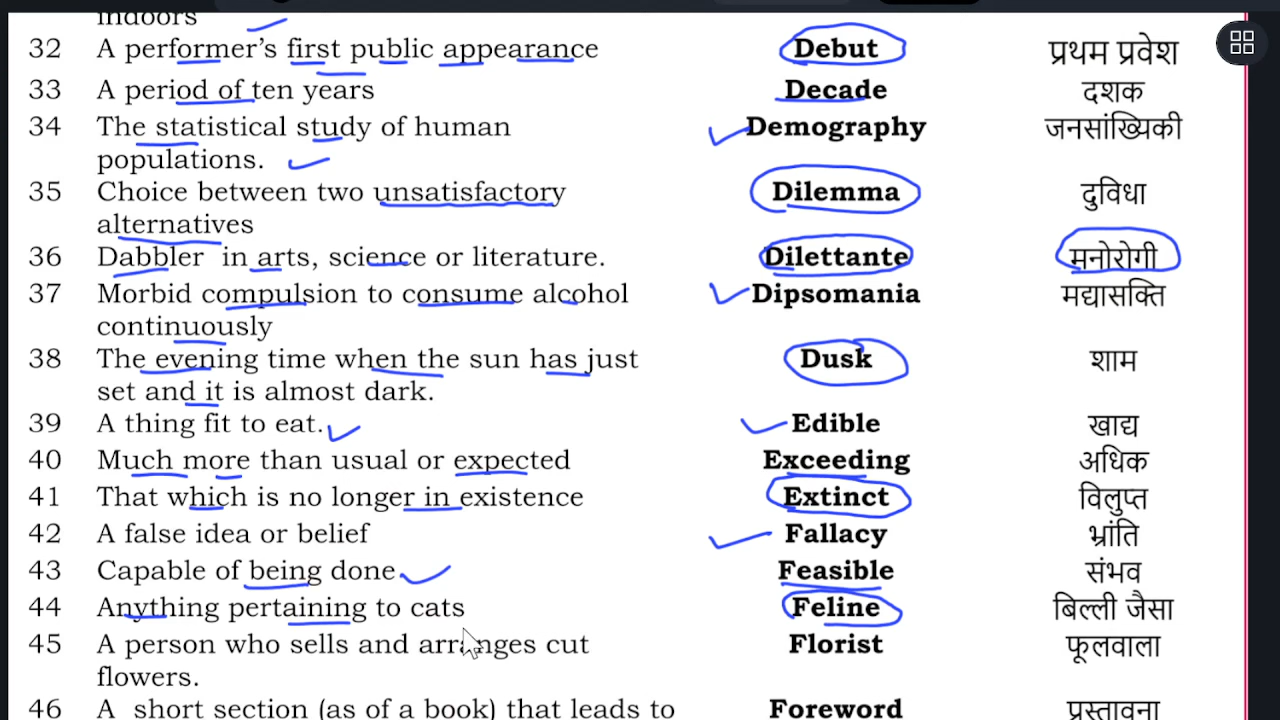 indoors
32 A performer's first public appearance Debut प्रथम प्रवेश
33 A period of ten years Decade दशक
34 The statistical study of human Demography जनसांख्यिकी
populations.
35 Choice between two unsatisfactory Dilemma दुविधा
alternatives
36 Dabbler in arts, science or literature. Dilettante मनोरोगी
37 Morbid compulsion to consume alcohol Dipsomania मद्यासक्ति
continuously
38 The evening time when the sun has just Dusk शाम
set and it is almost dark.
39 A thing fit to eat. Edible खाद्य
40 Much more than usual or expected Exceeding अधिक
41 That which is no longer in existence Extinct विलुप्त
42 A false idea or belief Fallacy भ्रांति
43 Capable of being done Feasible संभव
44 Anything pertaining to cats Feline बिल्ली जैसा
45 A person who sells and arranges cut Florist फूलवाला
flowers.
46 A short section (as of a book) that leads to Foreword प्रस्तावना